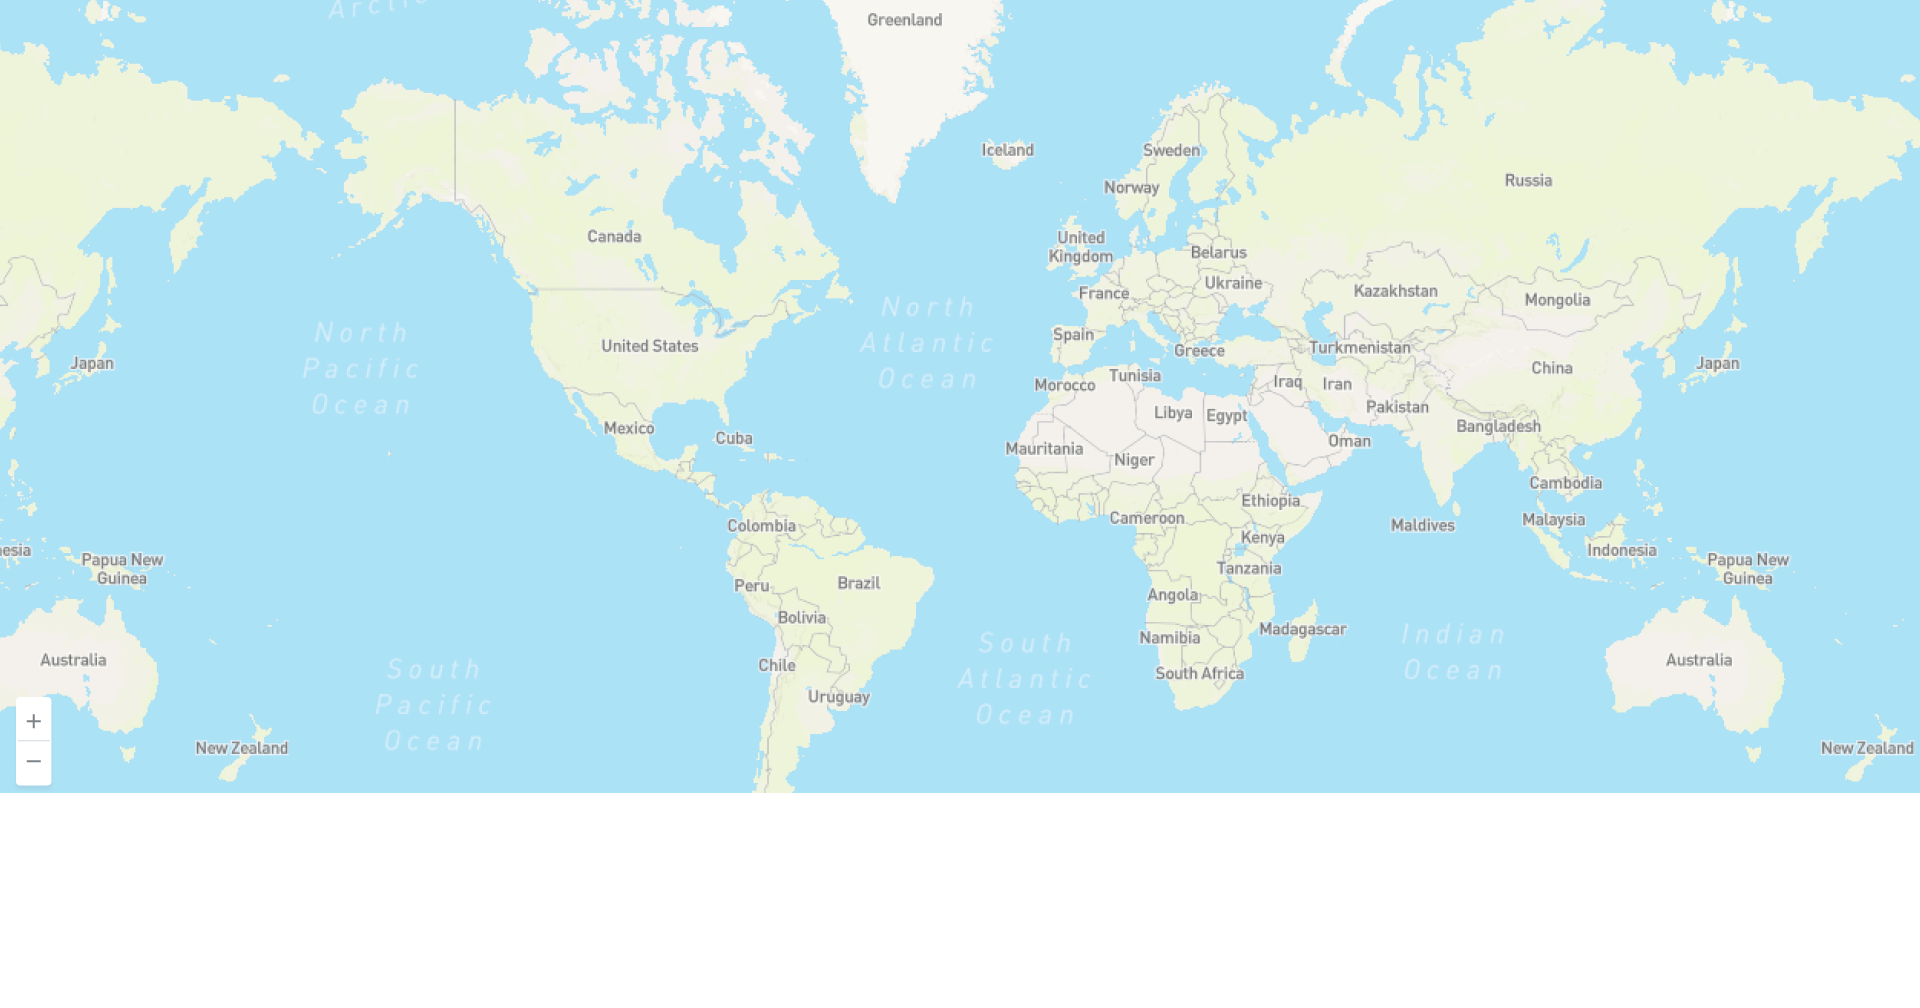 Arctic
Greenland
Iceland
Sweden
Norway
Russia
Canada
United
Kingdom
Belarus
Ukraine
France
Kazakhstan
Mongolia
North
Pacific
Ocean
North
Atlantic
Ocean
United States
Spain
Greece
Turkmenistan
Japan
China
Japan
Morocco
Tunisia
Iraq
Iran
Pakistan
Libya
Egypt
Mexico
Cuba
Bangladesh
Oman
Mauritania
Niger
Cambodia
Ethiopia
Colombia
Cameroon
Maldives
Malaysia
Kenya
esia
Indonesia
Papua New
Guinea
Papua New
Guinea
Tanzania
Peru
Brazil
Angola
Bolivia
Madagascar
Namibia
South
Atlantic
Ocean
Indian
Ocean
Australia
Chile
South Africa
Australia
South
Pacific
Ocean
Uruguay
New Zealand
New Zealand
+
−